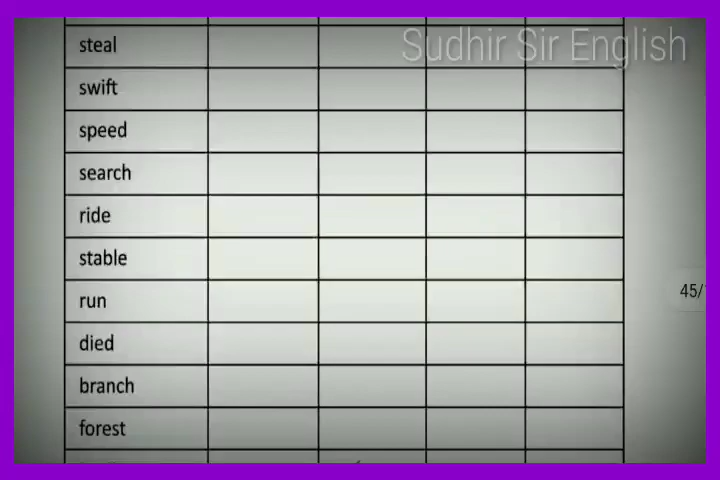 Sudhir Sir English
steal
swift
speed
search
ride
stable
run
died
branch
forest
45/